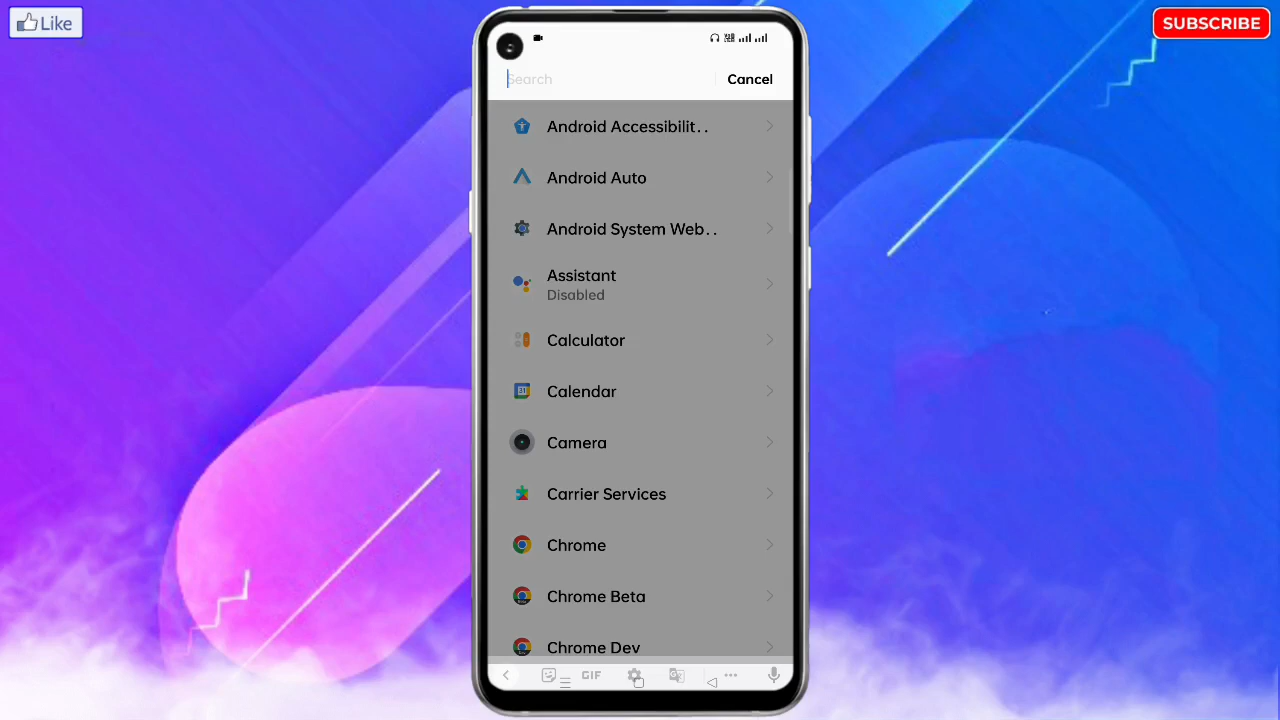 Like
SUBSCRIBE
Search
Cancel
Android Accessibilit..
Android Auto
Android System Web..
Assistant
Disabled
Calculator
Calendar
Camera
Carrier Services
Chrome
Chrome Beta
Chrome Dev
GIF